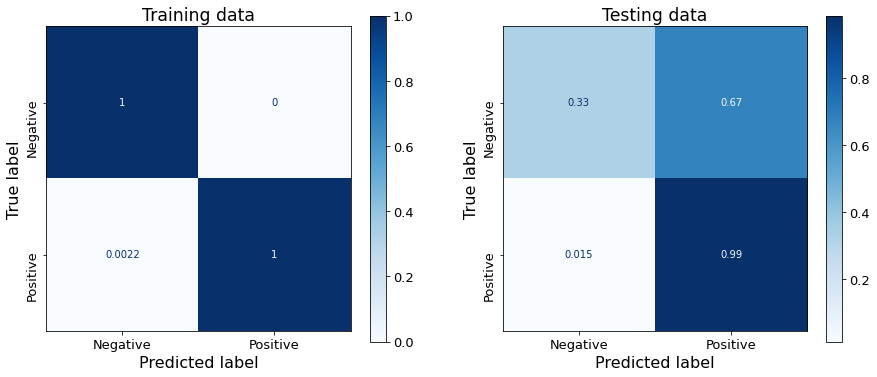 Training data
1
0
0.0022
1
Negative
Positive
True label
Negative
Positive
Predicted label
1.0
0.8
0.6
0.4
0.2
0.0
Testing data
0.33
0.67
0.015
0.99
Negative
Positive
True label
Negative
Positive
Predicted label
0.8
0.6
0.4
0.2